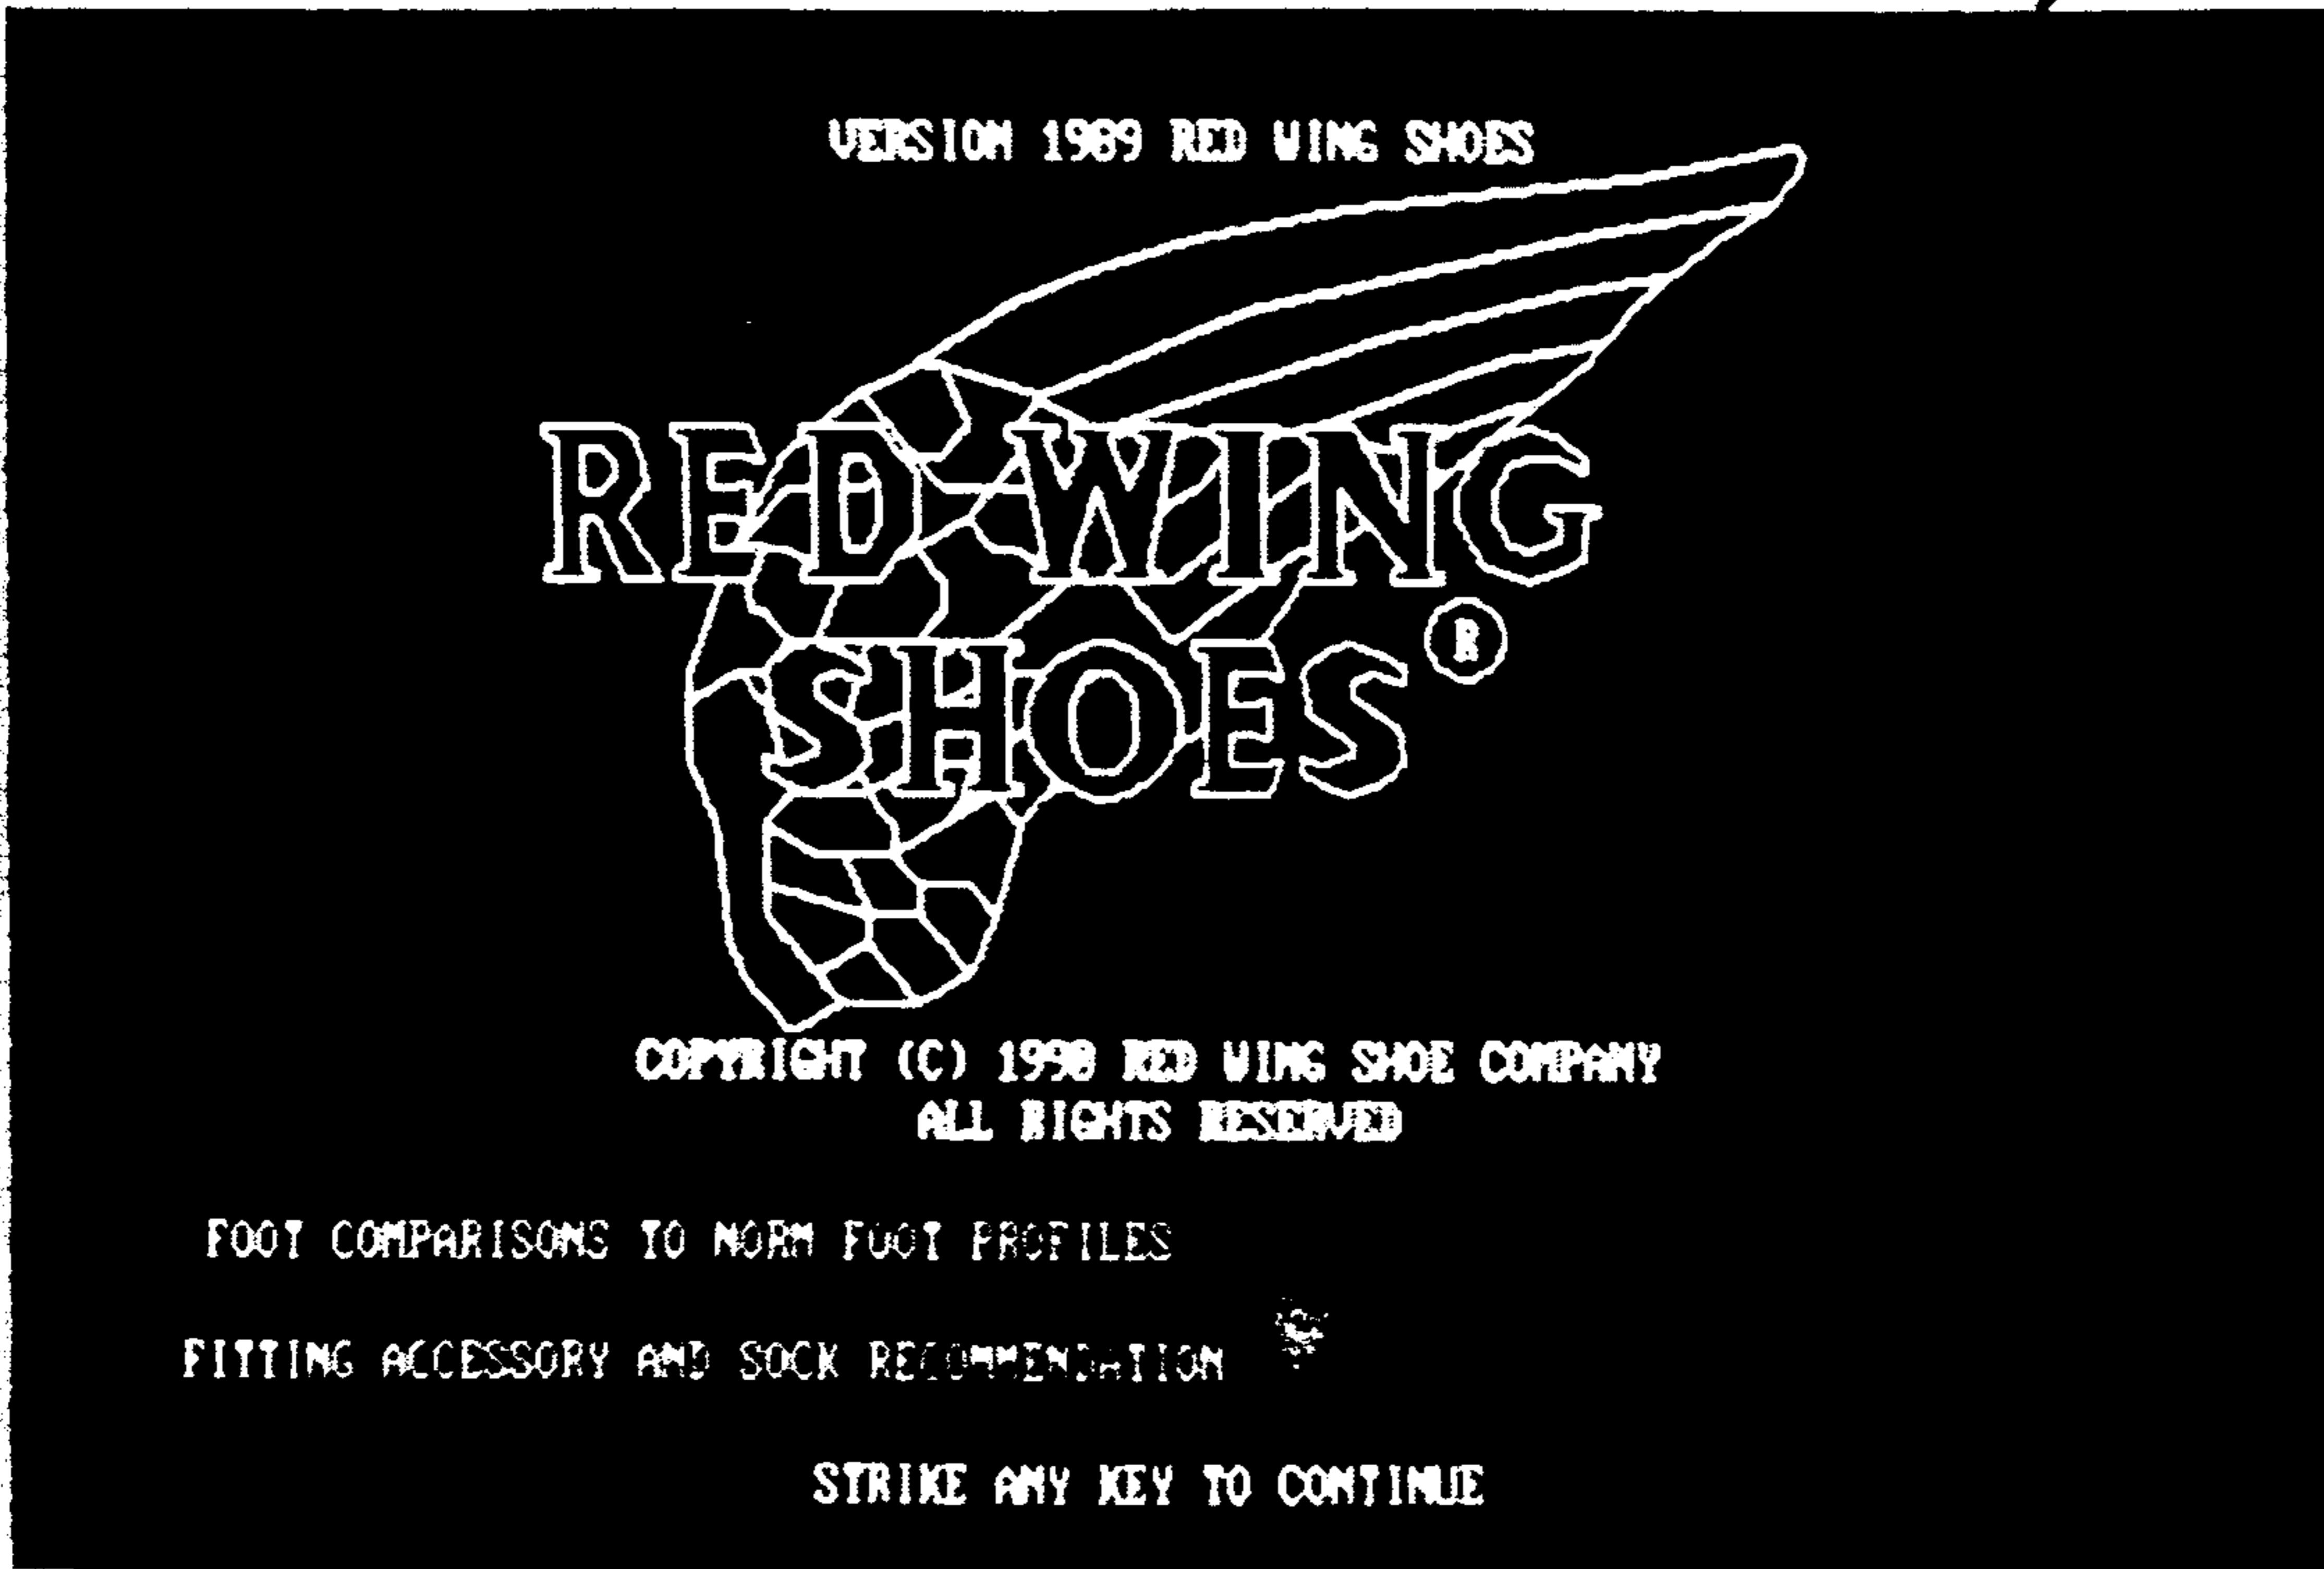 VERSION 1989 RED WING SHOES
RED WING
SHOES ®
COPYRIGHT (C) 1990 RED WING SHOE COMPANY
ALL RIGHTS RESERVED
FOOT COMPARISONS TO NORM FOOT PROFILES
FITTING ACCESSORY AND SOCK RECOMMENDATION
STRIKE ANY KEY TO CONTINUE